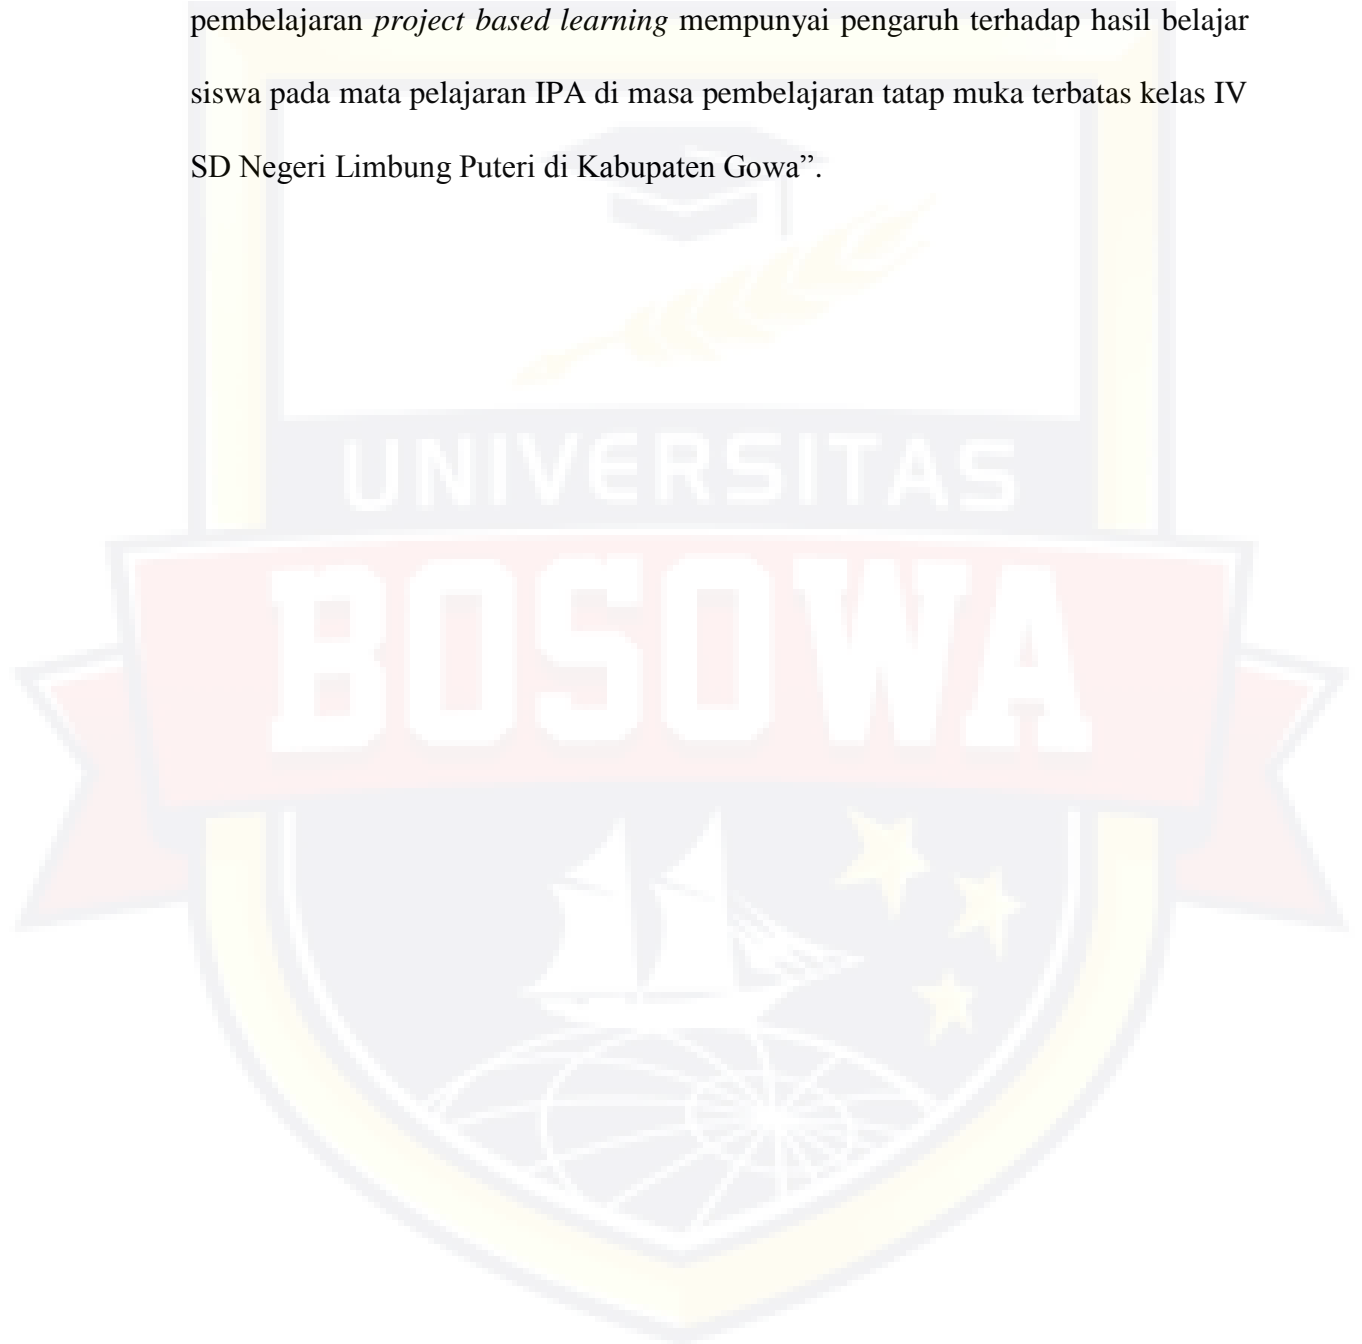 pembelajaran project based learning mempunyai pengaruh terhadap hasil belajar
siswa pada mata pelajaran IPA di masa pembelajaran tatap muka terbatas kelas IV
SD Negeri Limbung Puteri di Kabupaten Gowa”.
UNIVERSITAS
BOSOWA